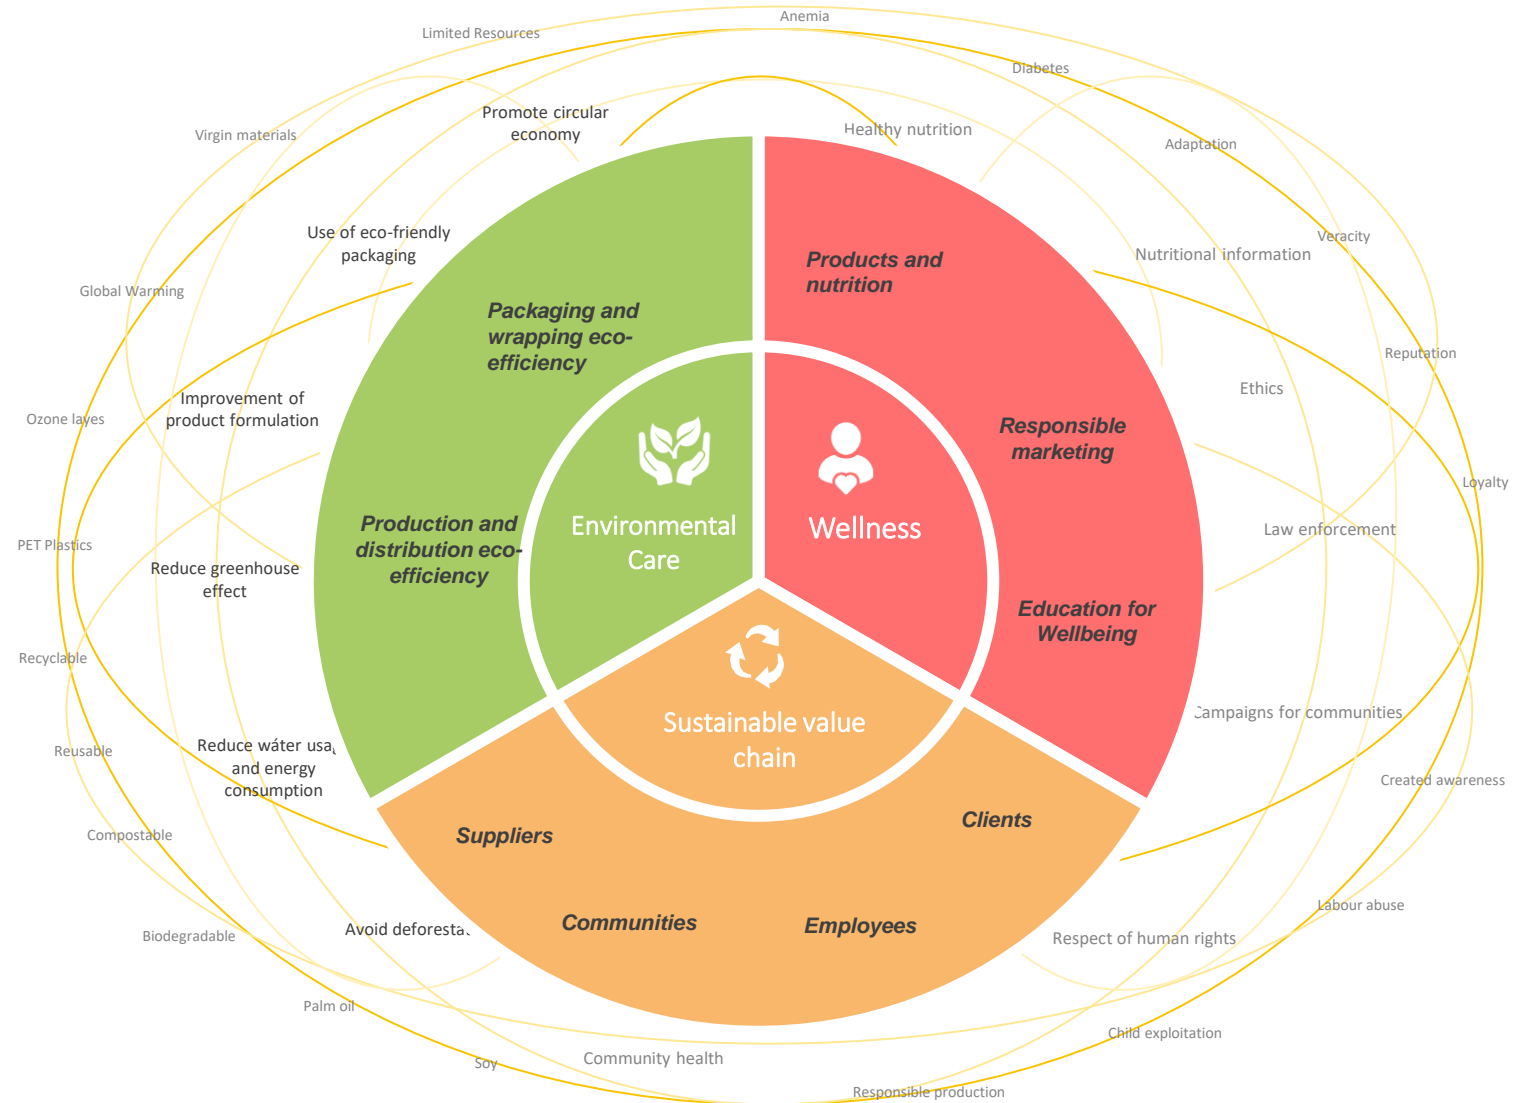 Anemia
Limited Resources
Diabetes
Promote circular
economy
Healthy nutrition
Virgin materials
Adaptation
Use of eco-friendly
packaging
Veracity
Nutritional information
Products and
nutrition
Global Warming
Packaging and
wrapping eco-
efficiency
Reputation
Ethics
Improvement of
product formulation
Ozone layes
Responsible
marketing
Loyalty
Production and
distribution eco-
efficiency
Environmental
Care
Wellness
Law enforcement
PET Plastics
Reduce greenhouse
effect
Education for
Wellbeing
Recyclable
Sustainable value
chain
Campaigns for communities
Reusable
Reduce wáter usa
and energy
consumption
Created awareness
Compostable
Suppliers
Clients
Labour abuse
Biodegradable
Avoid deforesta
Communities
Employees
Respect of human rights
Palm oil
Child exploitation
Soy
Community health
Responsible production